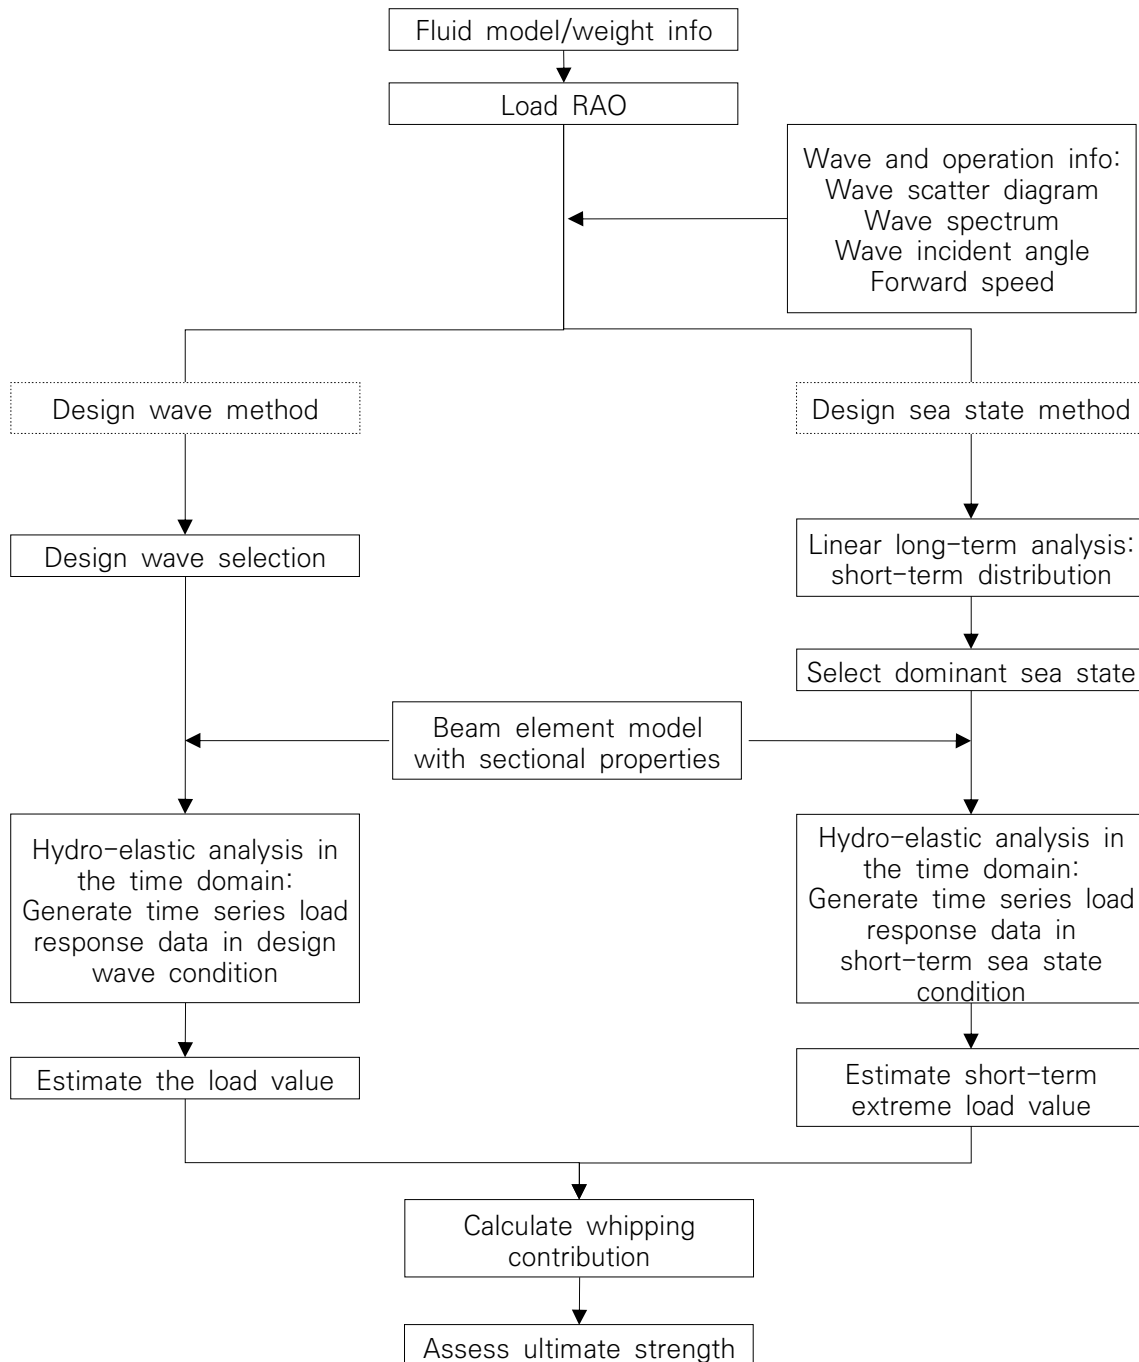 Fluid model/weight info
Load RAO
Wave and operation info:
Wave scatter diagram
Wave spectrum
Wave incident angle
Forward speed
Design wave method
Design sea state method
Design wave selection
Linear long-term analysis:
short-term distribution
Select dominant sea state
Beam element model
with sectional properties
Hydro-elastic analysis in
the time domain:
Generate time series load
response data in design
wave condition
Hydro-elastic analysis in
the time domain:
Generate time series load
response data in
short-term sea state
condition
Estimate the load value
Estimate short-term
extreme load value
Calculate whipping
contribution
Assess ultimate strength